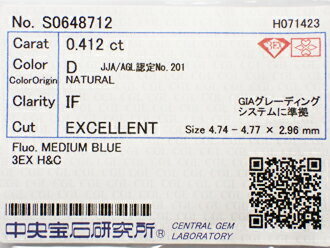 No. S0648712 H071423
Carat 0.412 ct
3EX
Color D JJA/AGL認定No.201
ColorOrigin NATURAL
Clarity IF GIAグレーディング
システムに準拠
Cut EXCELLENT Size 4.74 - 4.77 × 2.96 mm
Fluo. MEDIUM BLUE
3EX H&C
中央宝石研究所® CENTRAL GEM
LABORATORY